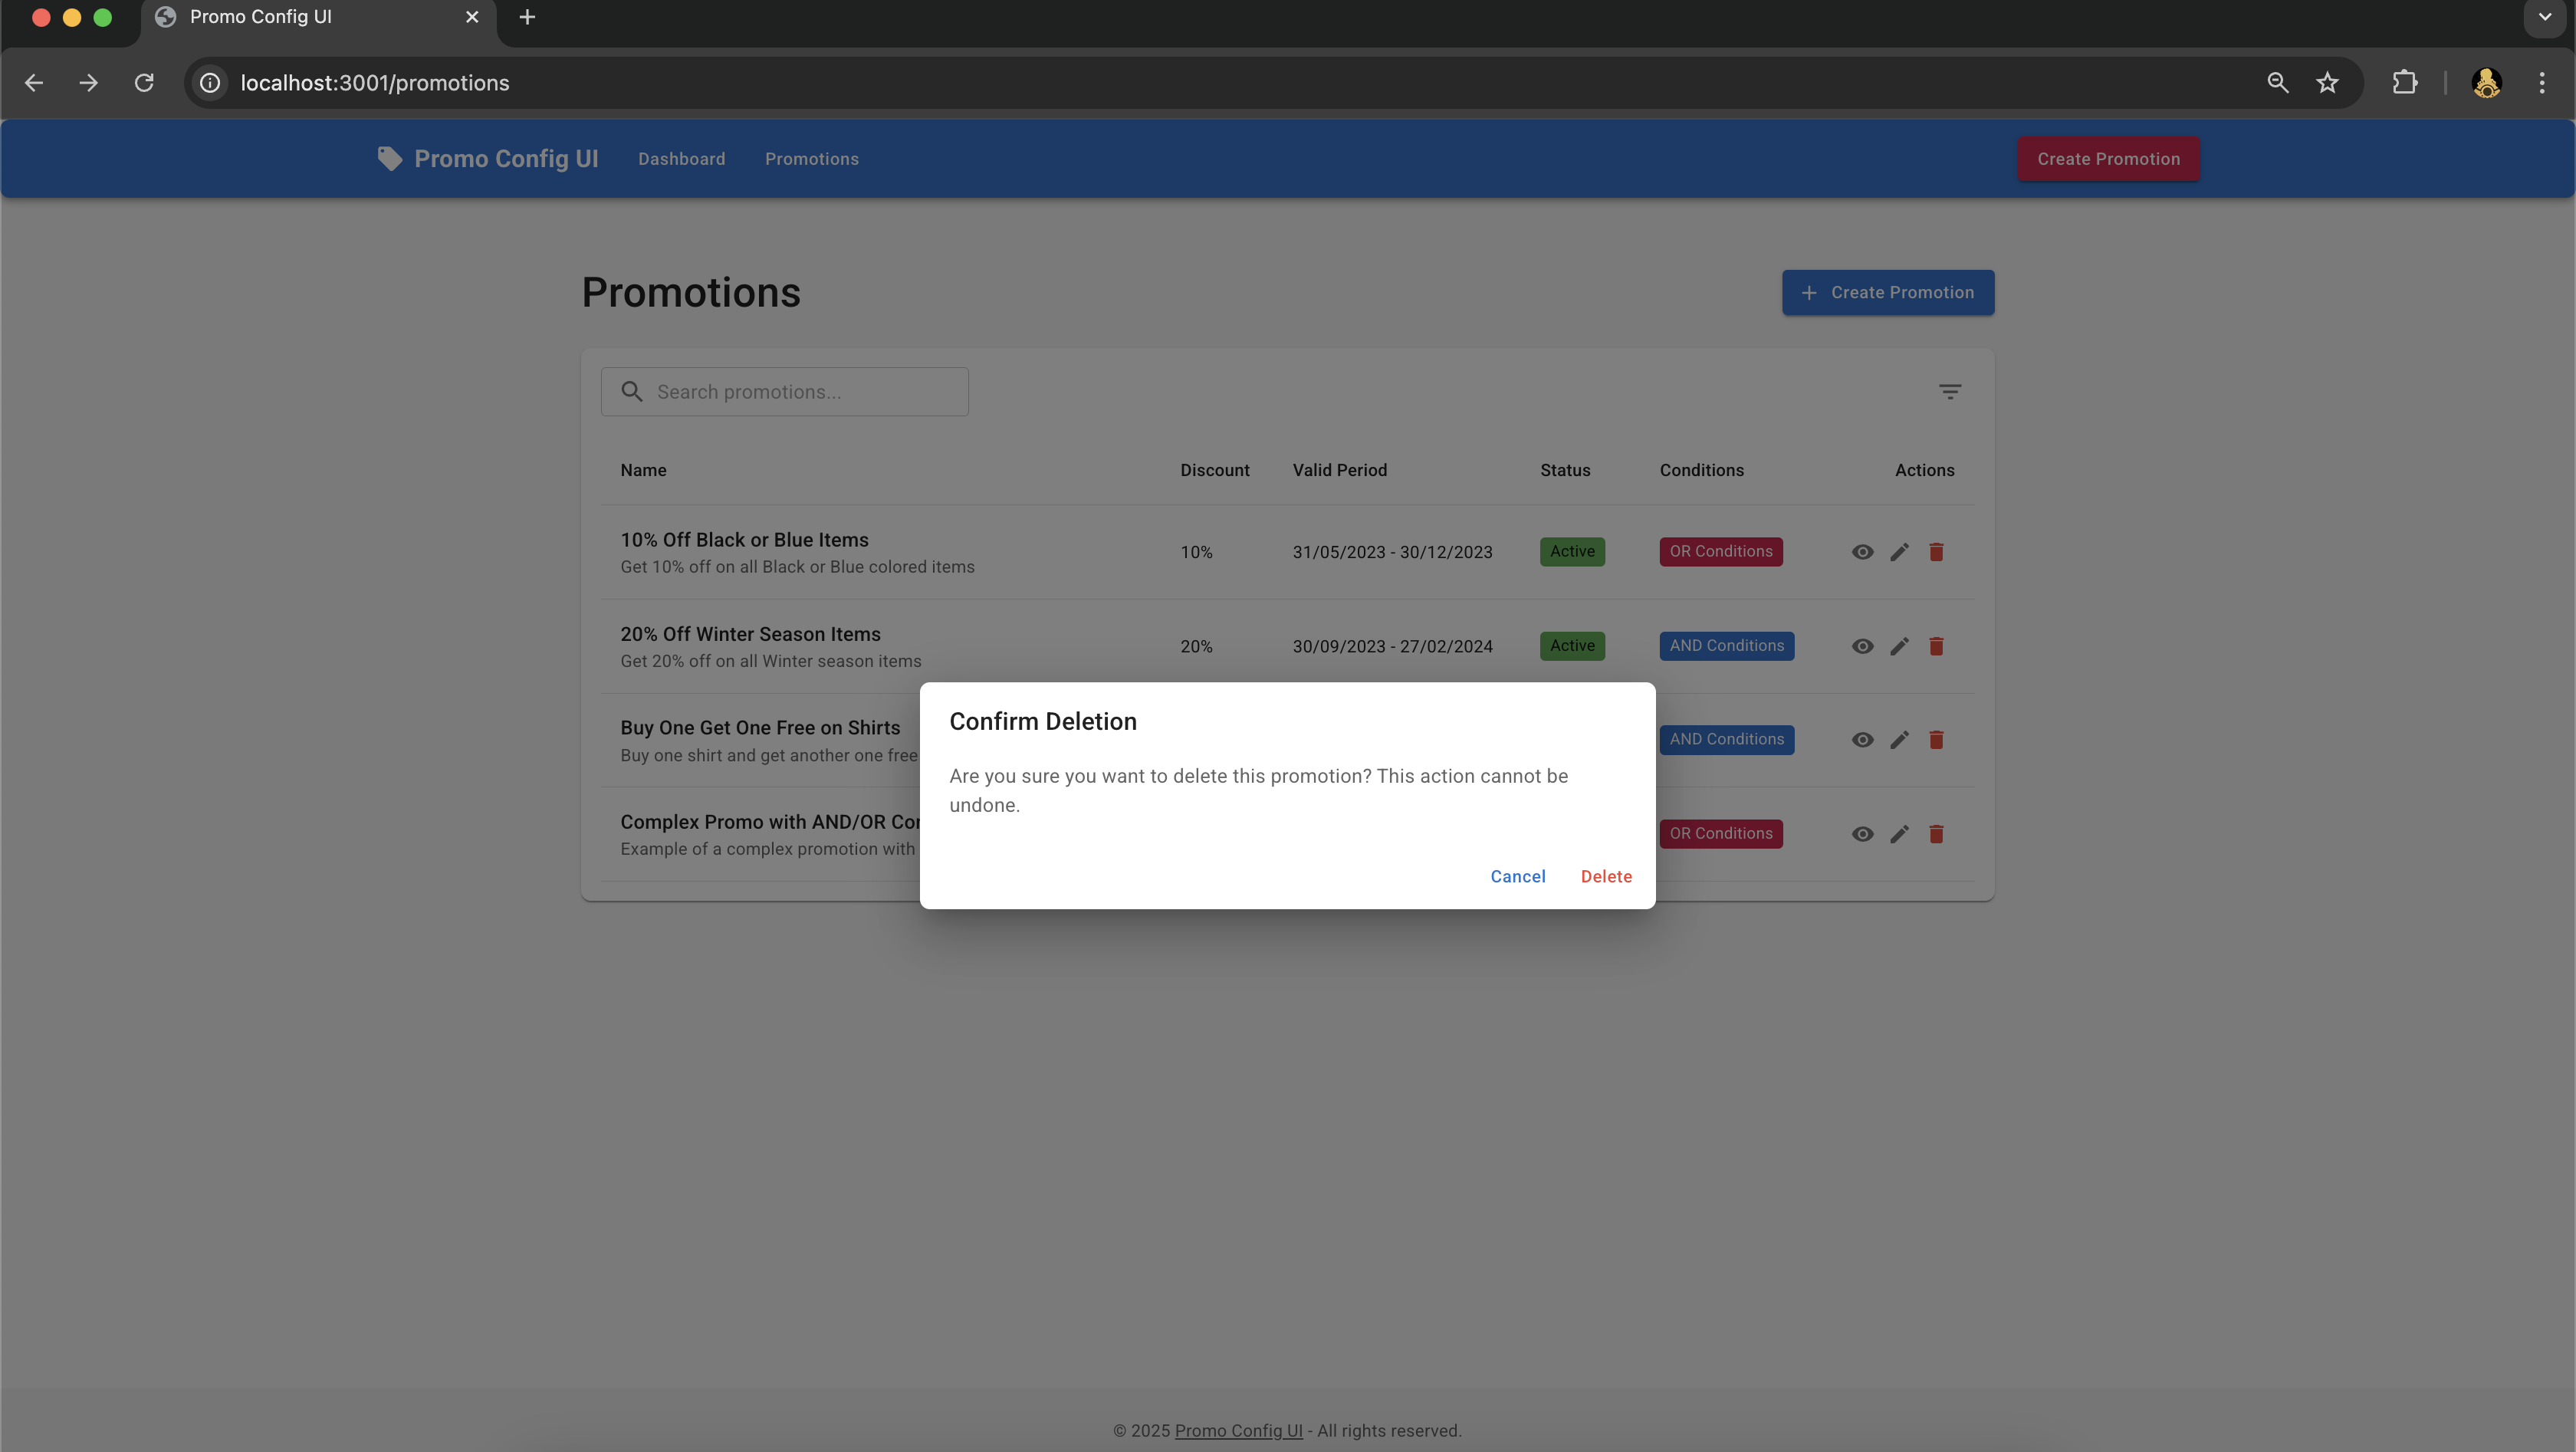 Promo Config UI
localhost:3001/promotions
Promo Config UI Dashboard Promotions Create Promotion
Promotions Create Promotion
Search promotions...
Name Discount Valid Period Status Conditions Actions
10% Off Black or Blue Items
Get 10% off on all Black or Blue colored items
10% 31/05/2023 - 30/12/2023 Active OR Conditions
20% Off Winter Season Items
Get 20% off on all Winter season items
20% 30/09/2023 - 27/02/2024 Active AND Conditions
Buy One Get One Free on Shirts
Buy one shirt and get another one free
AND Conditions
Complex Promo with AND/OR
Example of a complex promotion with
OR Conditions
Confirm Deletion
Are you sure you want to delete this promotion? This action cannot be
undone.
Cancel Delete
© 2025 Promo Config UI - All rights reserved.